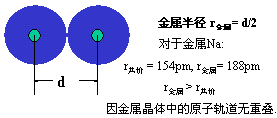 金属半径 r金属= d/2
对于金属Na:
r共价 = 154pm, r金属= 188pm
r金属 > r共价
因金属晶体中的原子轨道无重叠.
d